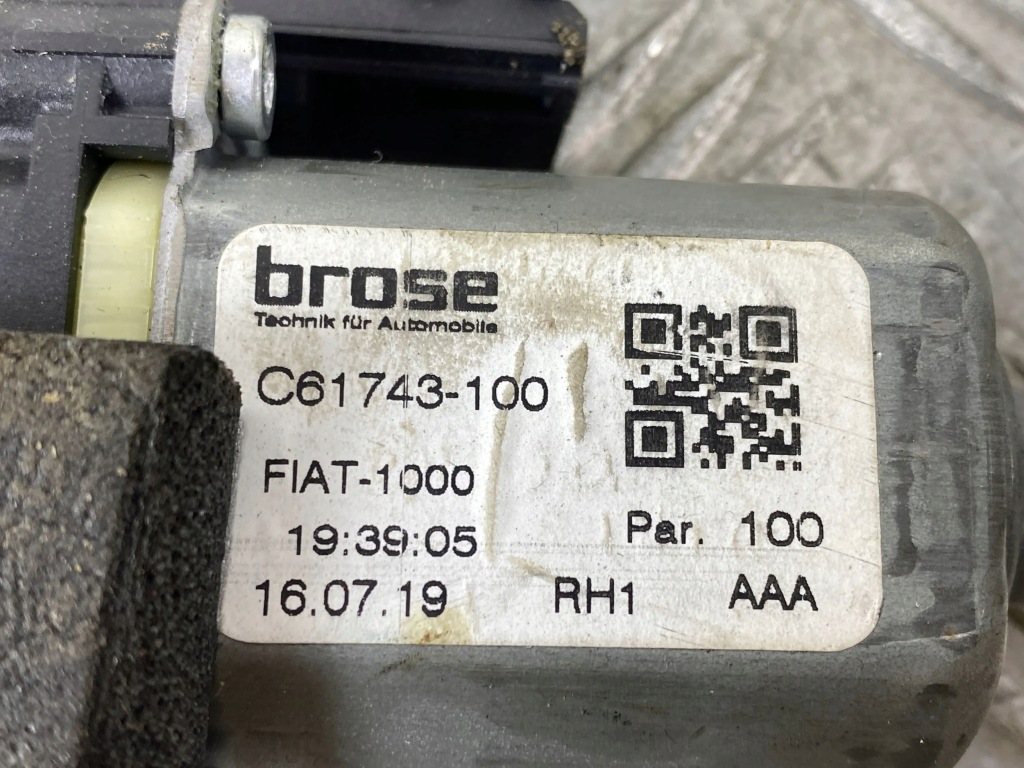 brose
Technik für Automobile
C61743-100
FIAT-1000
19:39:05
Par. 100
16.07.19 RH1 AAA